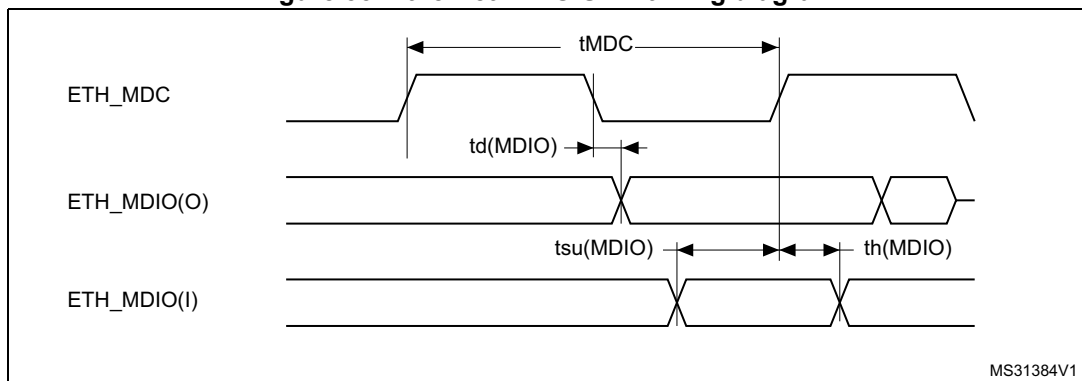 tMDC
ETH_MDC
td(MDIO)
ETH_MDIO(O)
tsu(MDIO) th(MDIO)
ETH_MDIO(I)
MS31384V1